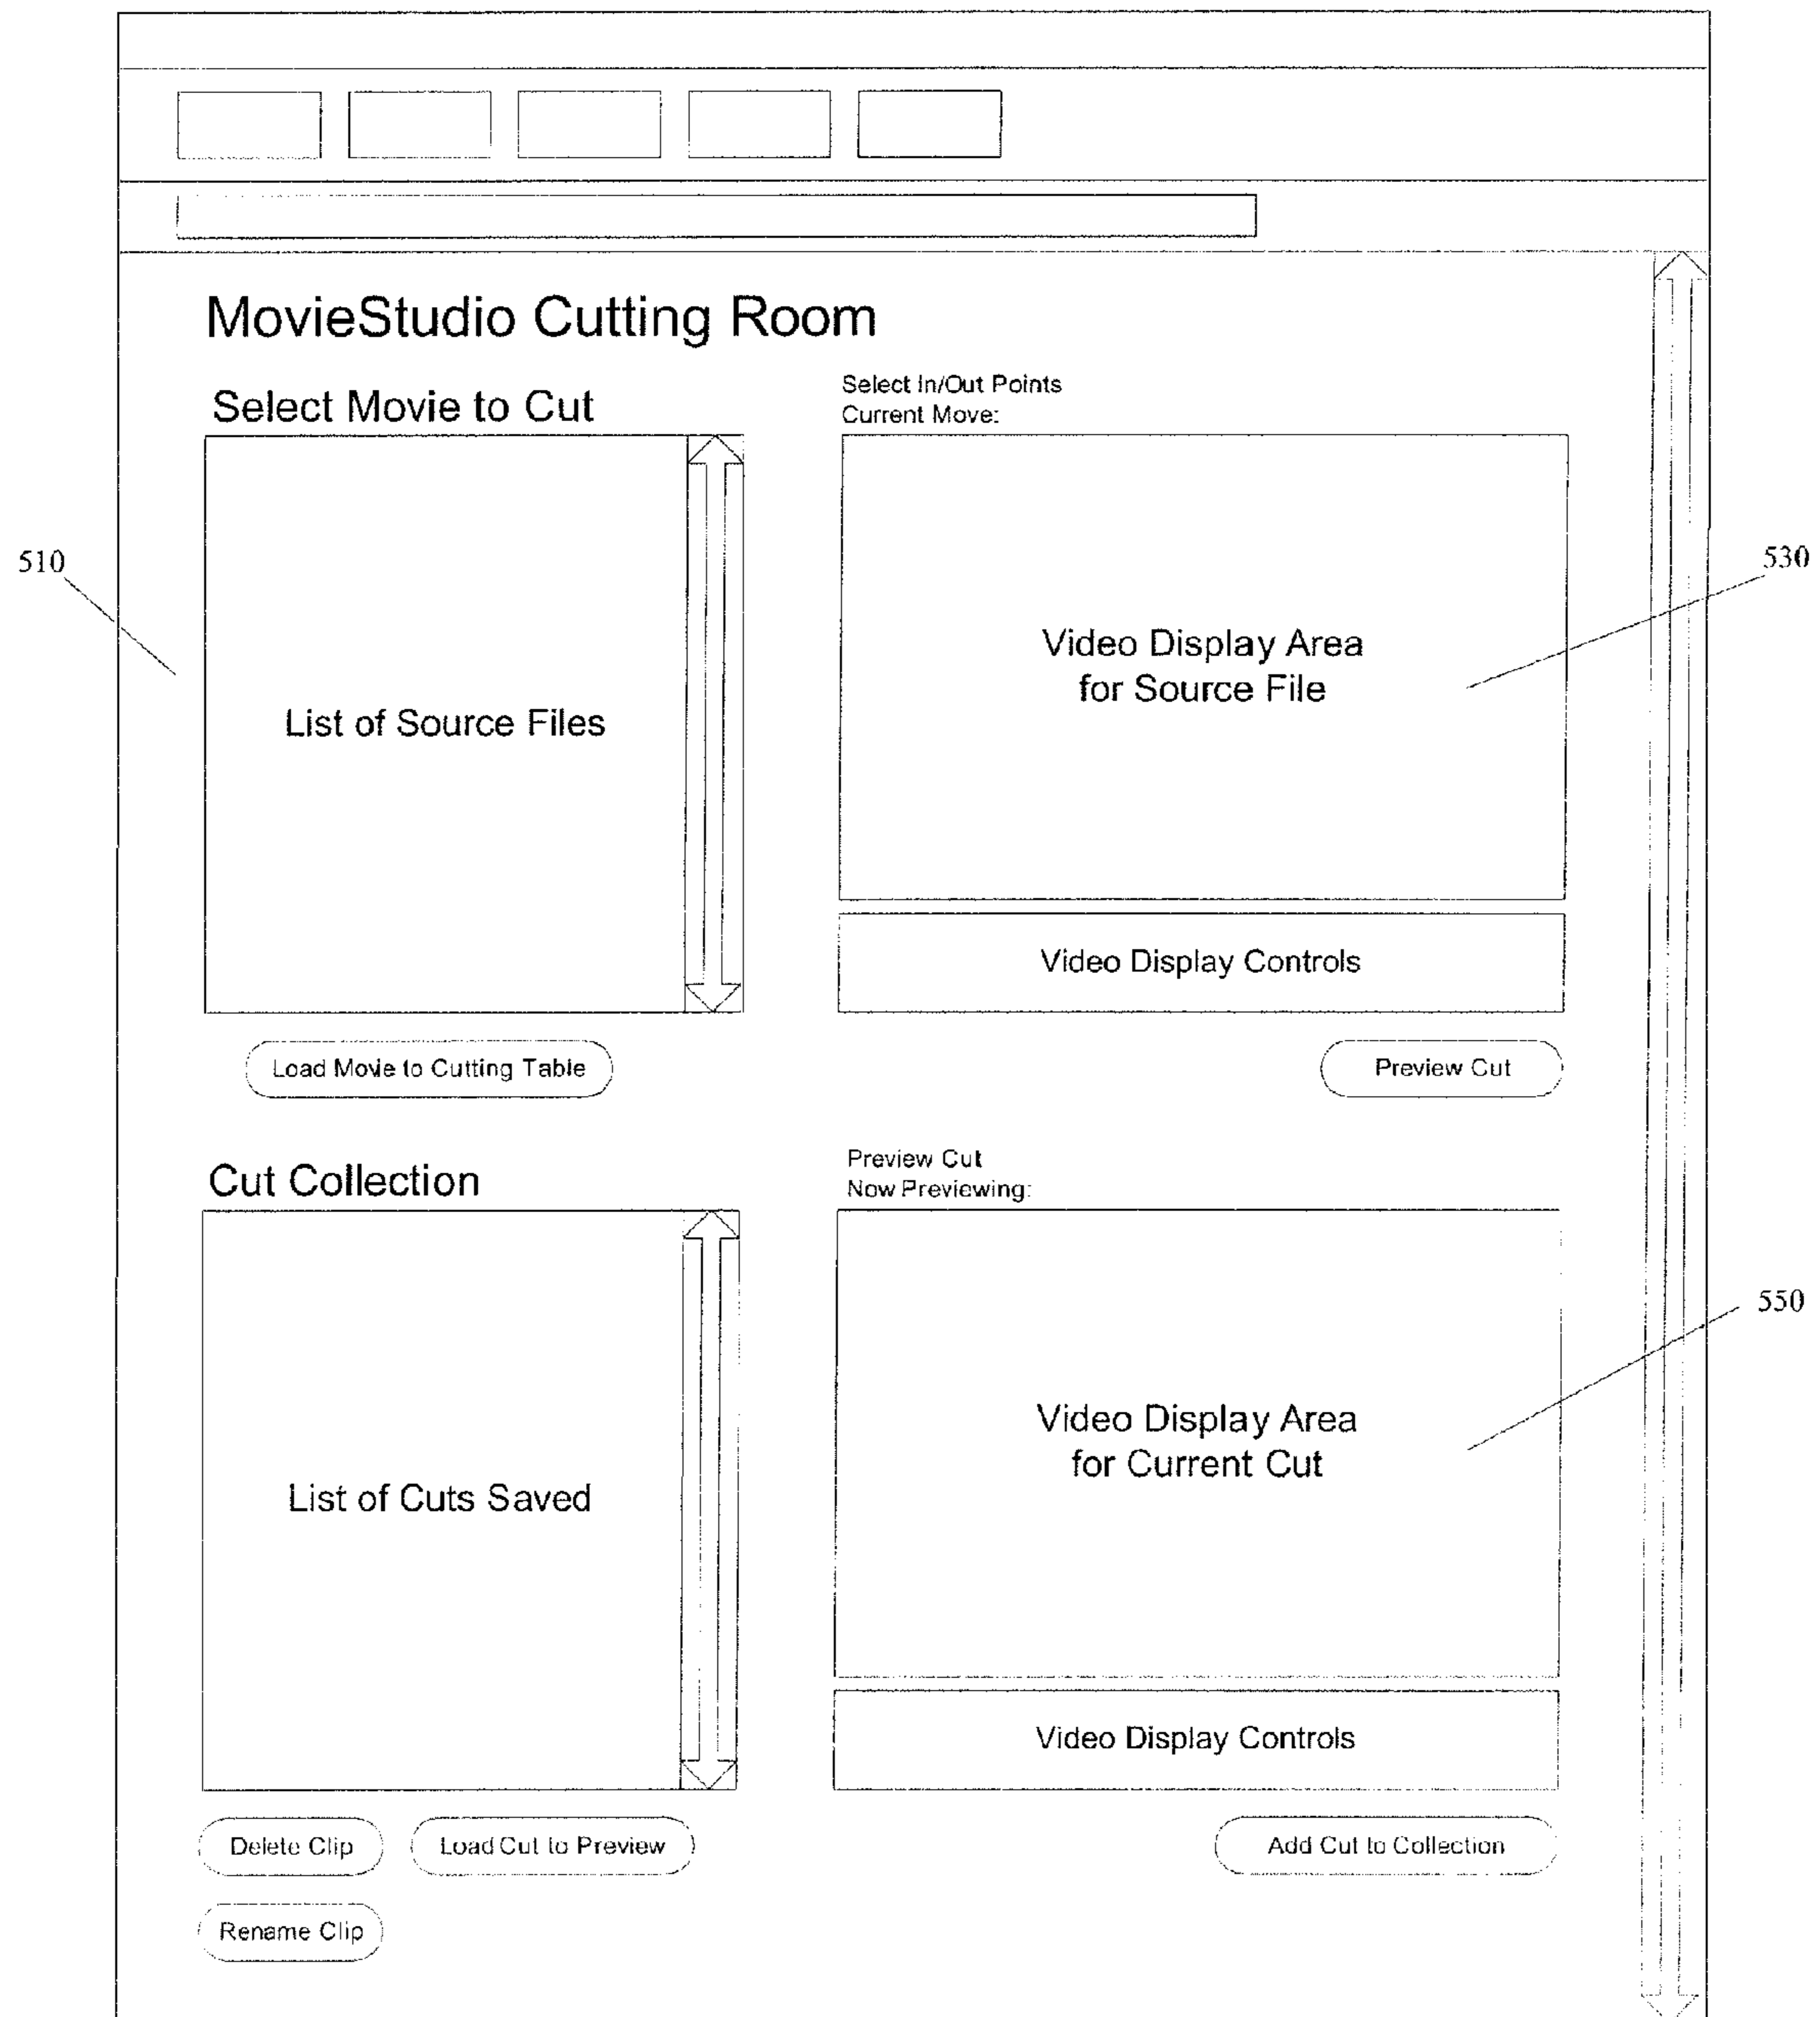 MovieStudio Cutting Room
Select Movie to Cut
Select In/Out Points
Current Move:
510
530
List of Source Files
Video Display Area
for Source File
Video Display Controls
Load Movie to Cutting Table
Preview Cut
Cut Collection
Preview Cut
Now Previewing:
550
List of Cuts Saved
Video Display Area
for Current Cut
Video Display Controls
Delete Clip
Load Cut to Preview
Add Cut to Collection
Rename Clip